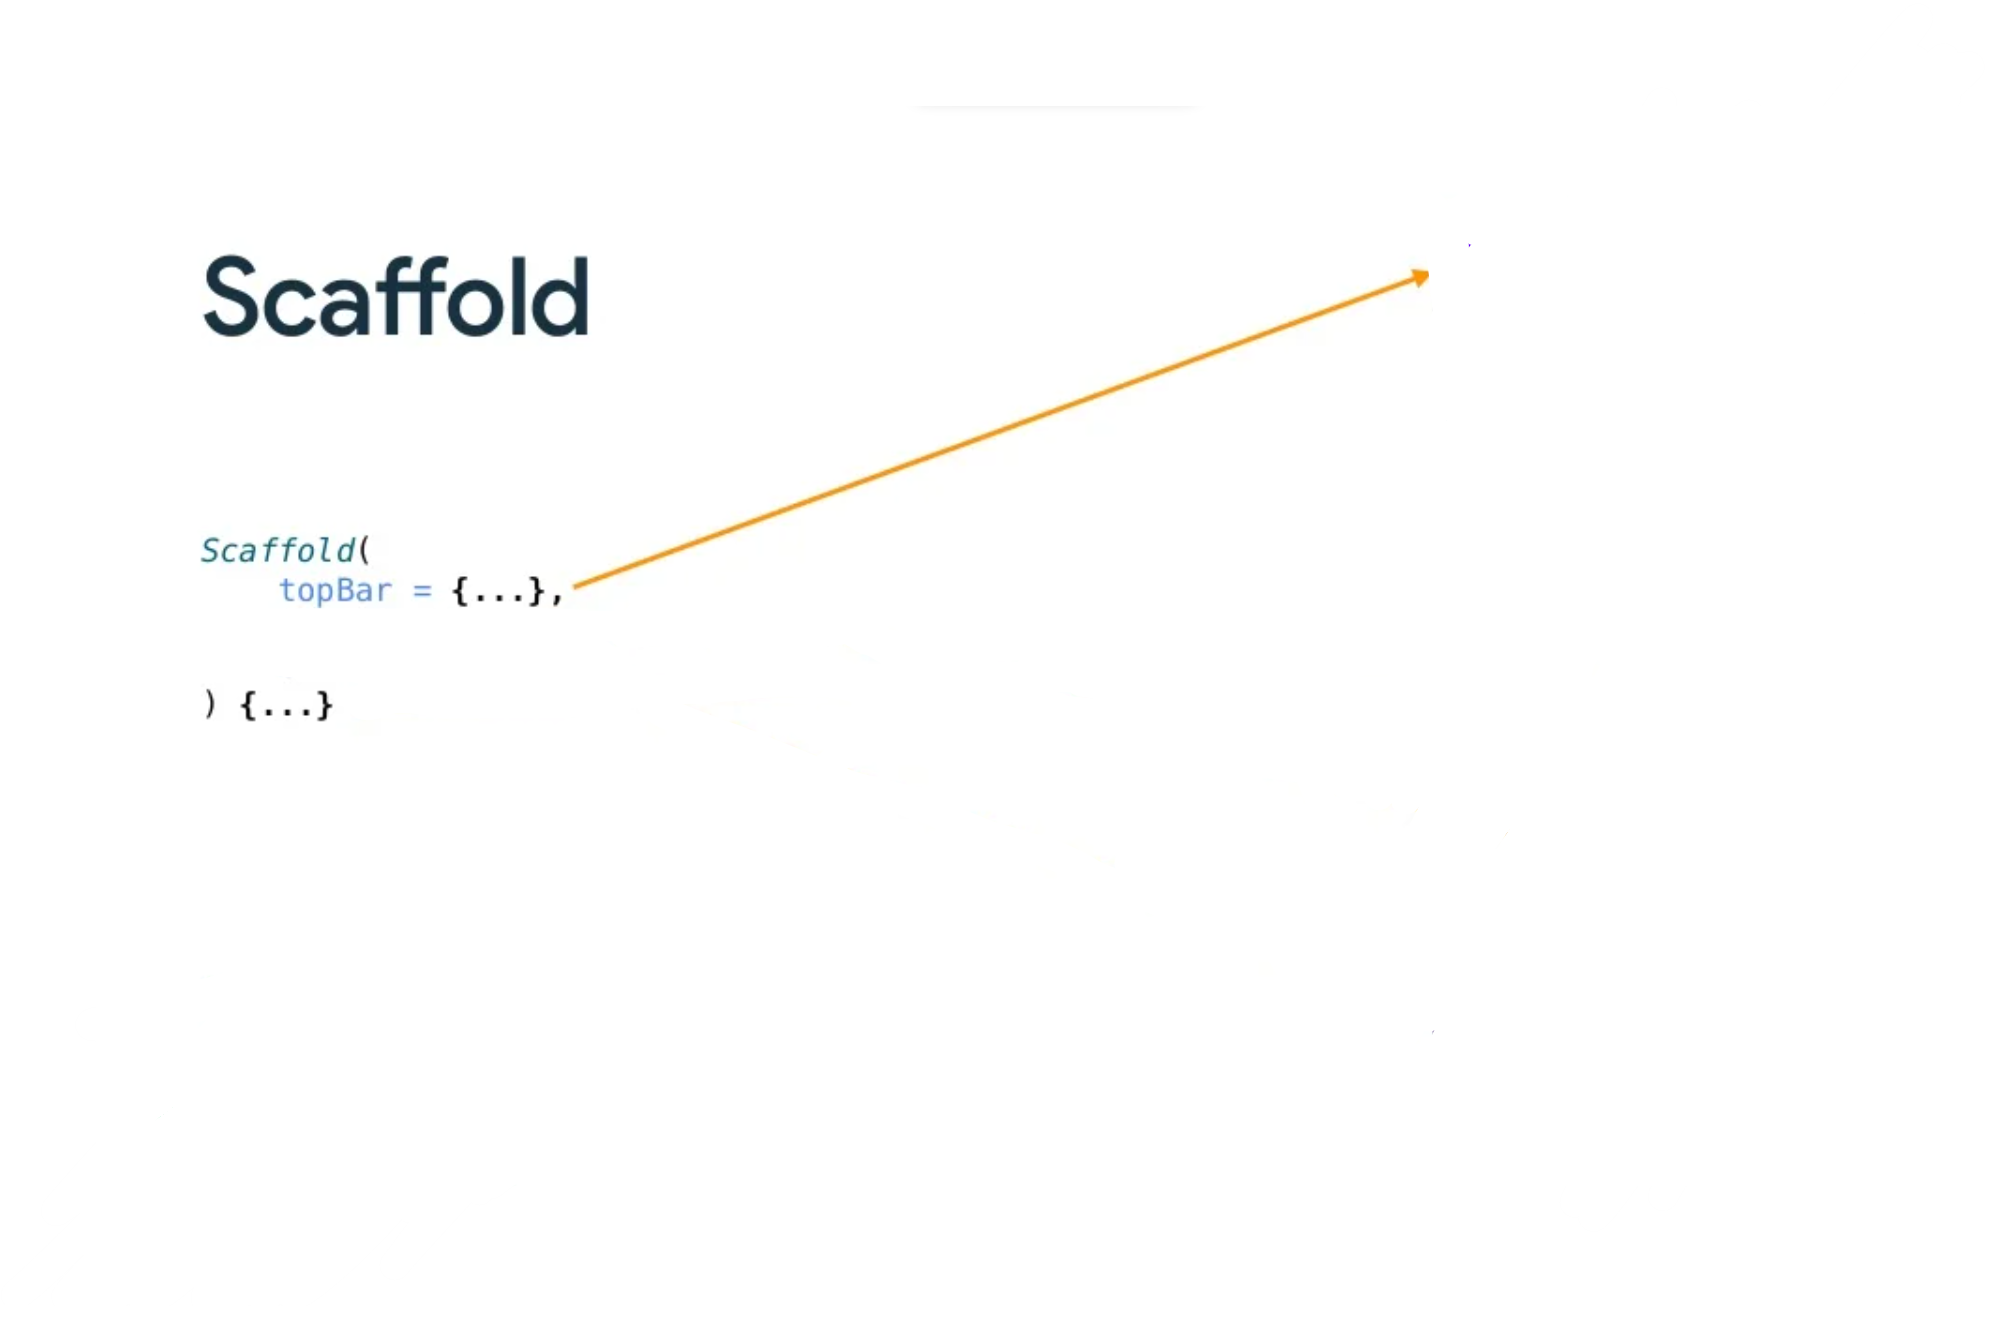 Scaffold
Scaffold(
    topBar = {...},
) {...}